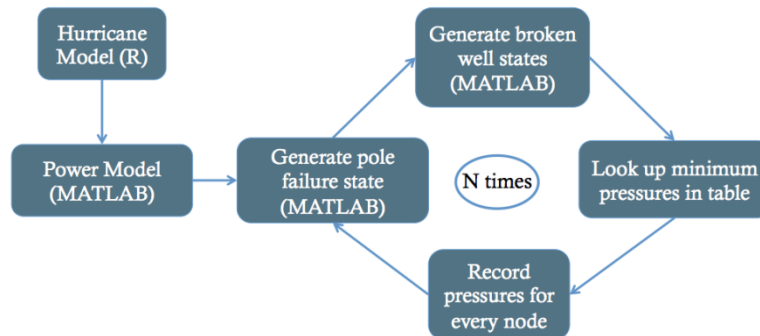 Hurricane
Model (R)
Power Model
(MATLAB)
Generate pole
failure state
(MATLAB)
Generate broken
well states
(MATLAB)
N times
Look up minimum
pressures in table
Record
pressures for
every node